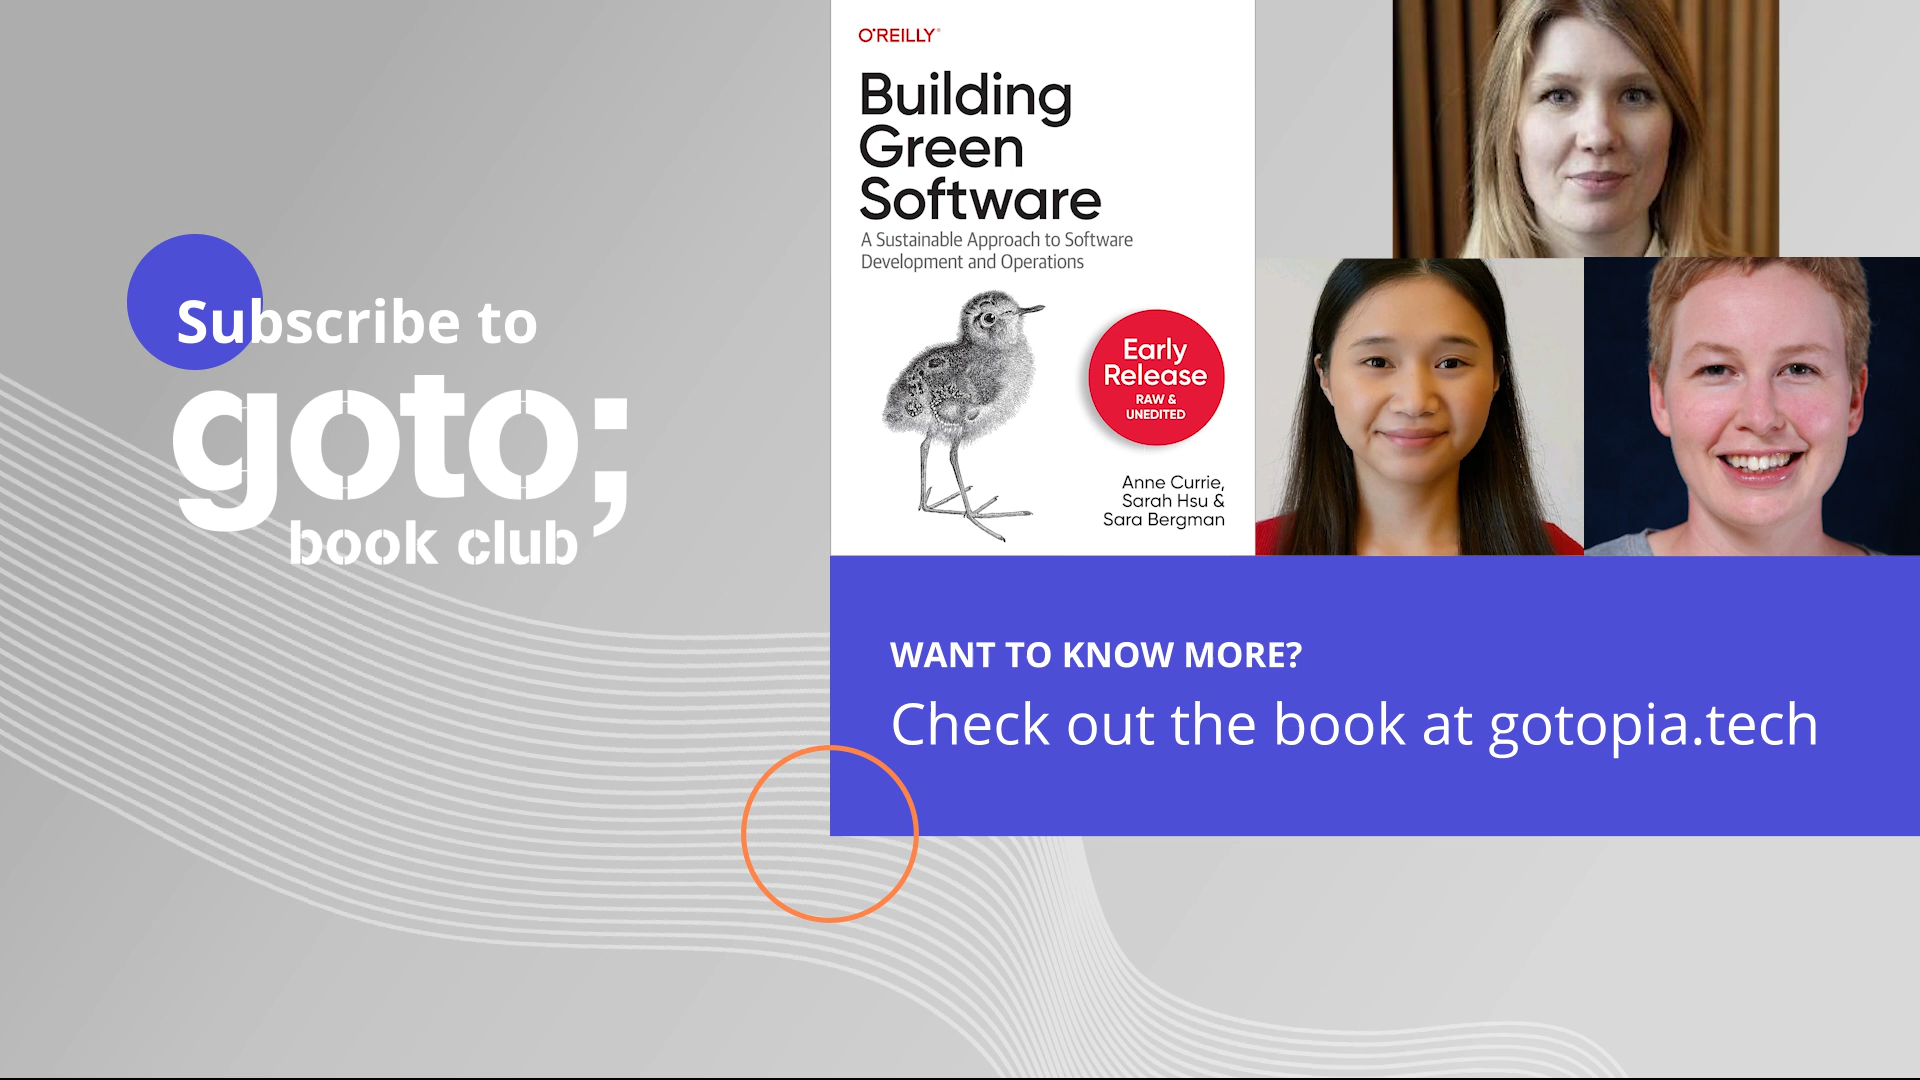 Subscribe to
goto;
book club
O'REILLY®
Building
Green
Software
A Sustainable Approach to Software
Development and Operations
Early
Release
RAW &
UNEDITED
Anne Currie,
Sarah Hsu &
Sara Bergman
WANT TO KNOW MORE?
Check out the book at gotopia.tech